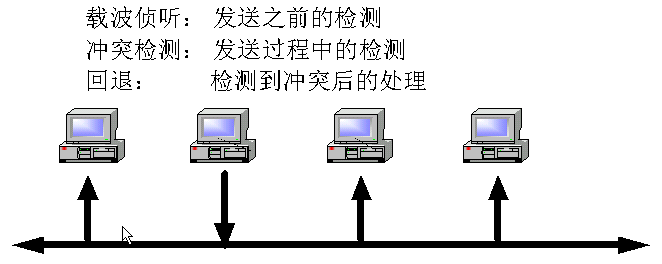 载波侦听：发送之前的检测
冲突检测：发送过程中的检测
回退：检测到冲突后的处理